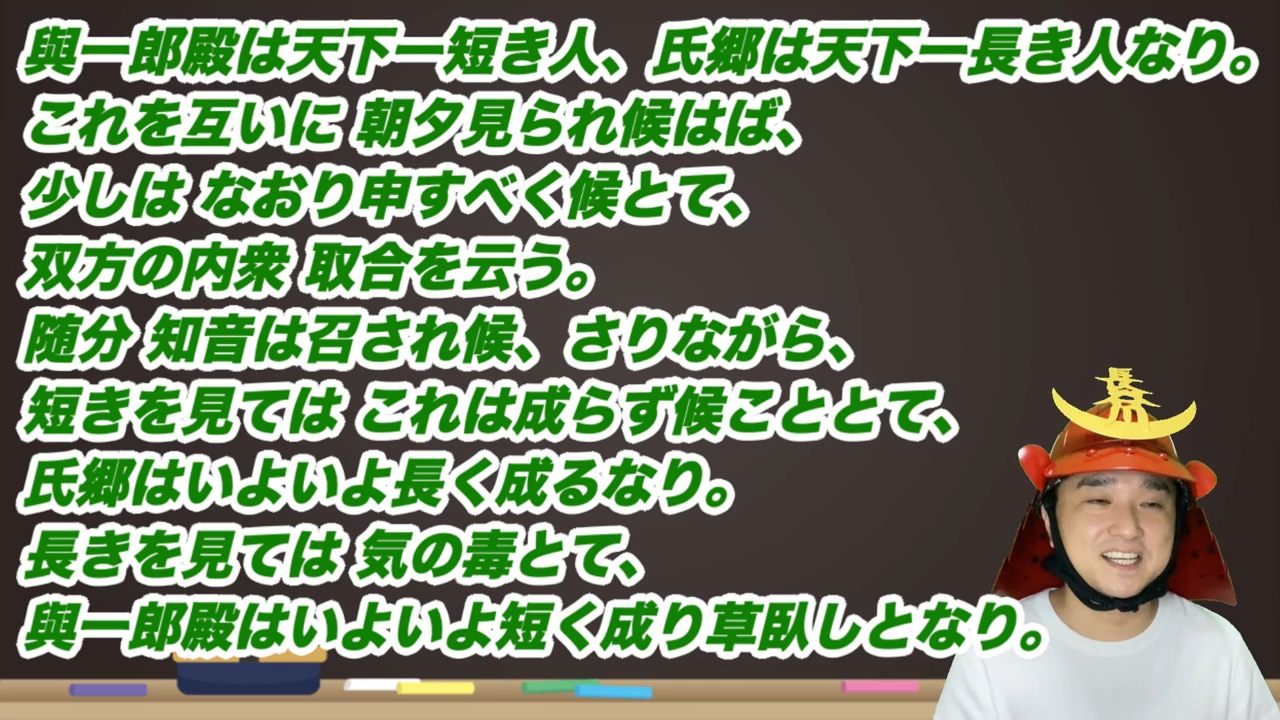 與一郎殿は天下一短き人、氏郷は天下一長き人なり。
これを互いに 朝夕見られ候はば、
少しは なおり申すべく候とて、
双方の内衆 取合を云う。
随分 知音は召され候、さりながら、
短きを見ては これは成らず候こととて、
氏郷はいよいよ長く成るなり。
長きを見ては 気の毒とて、
與一郎殿はいよいよ短く成り草臥しとなり。